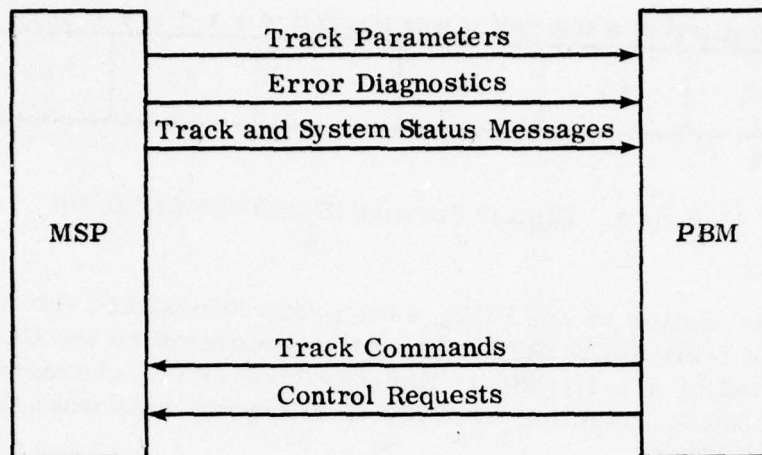 Track Parameters
Error Diagnostics
Track and System Status Messages
MSP
PBM
Track Commands
Control Requests